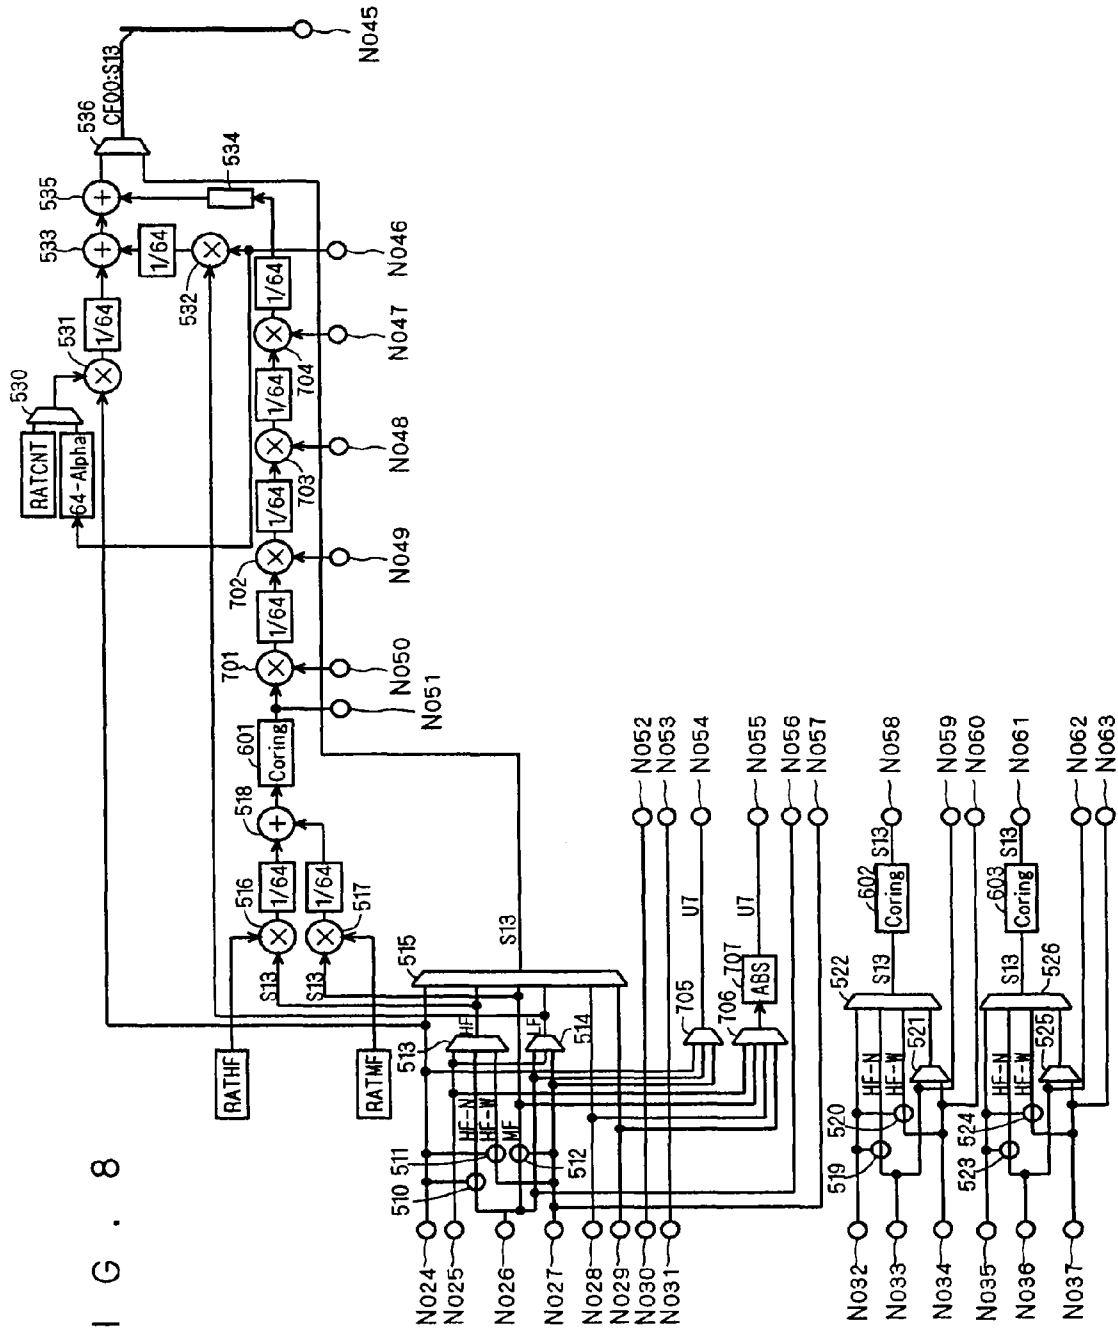 I G . 8
CF00:S13
N045
536
535
534
533
1/64
532
N046
531
1/64
530
RATCNT
64-Alpha
1/64
N047
704
1/64
N048
703
1/64
N049
702
1/64
N050
701
N051
601
Coring
518
1/64
516
1/64
517
S13
S13
RATHF
RATMF
515
S13
HF
513
LF
514
HF-N
HF-W
MF
511
510
512
705
U7
706
707
ABS
U7
N024
N025
N026
N027
N028
N029
N030
N031
N052
N053
N054
N055
N056
N057
522
S13
602
Coring
S13
N058
N059
N060
HF-N
HF-W
521
520
519
N032
N033
N034
526
S13
603
Coring
S13
N061
N062
N063
HF-N
HF-W
525
524
523
N035
N036
N037